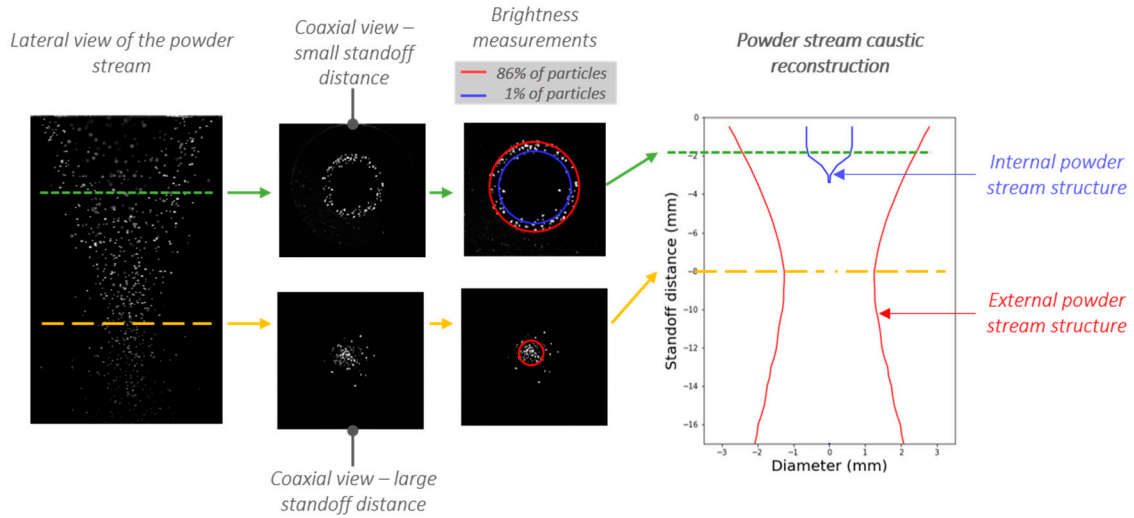 Lateral view of the powder
stream
Coaxial view –
small standoff
distance
Brightness
measurements
86% of particles
1% of particles
Powder stream caustic
reconstruction
0
−2
−4
−6
−8
−10
−12
−14
−16
Standoff distance (mm)
−3 −2 −1 0 1 2 3
Diameter (mm)
Internal powder
stream structure
External powder
stream structure
Coaxial view – large
standoff distance